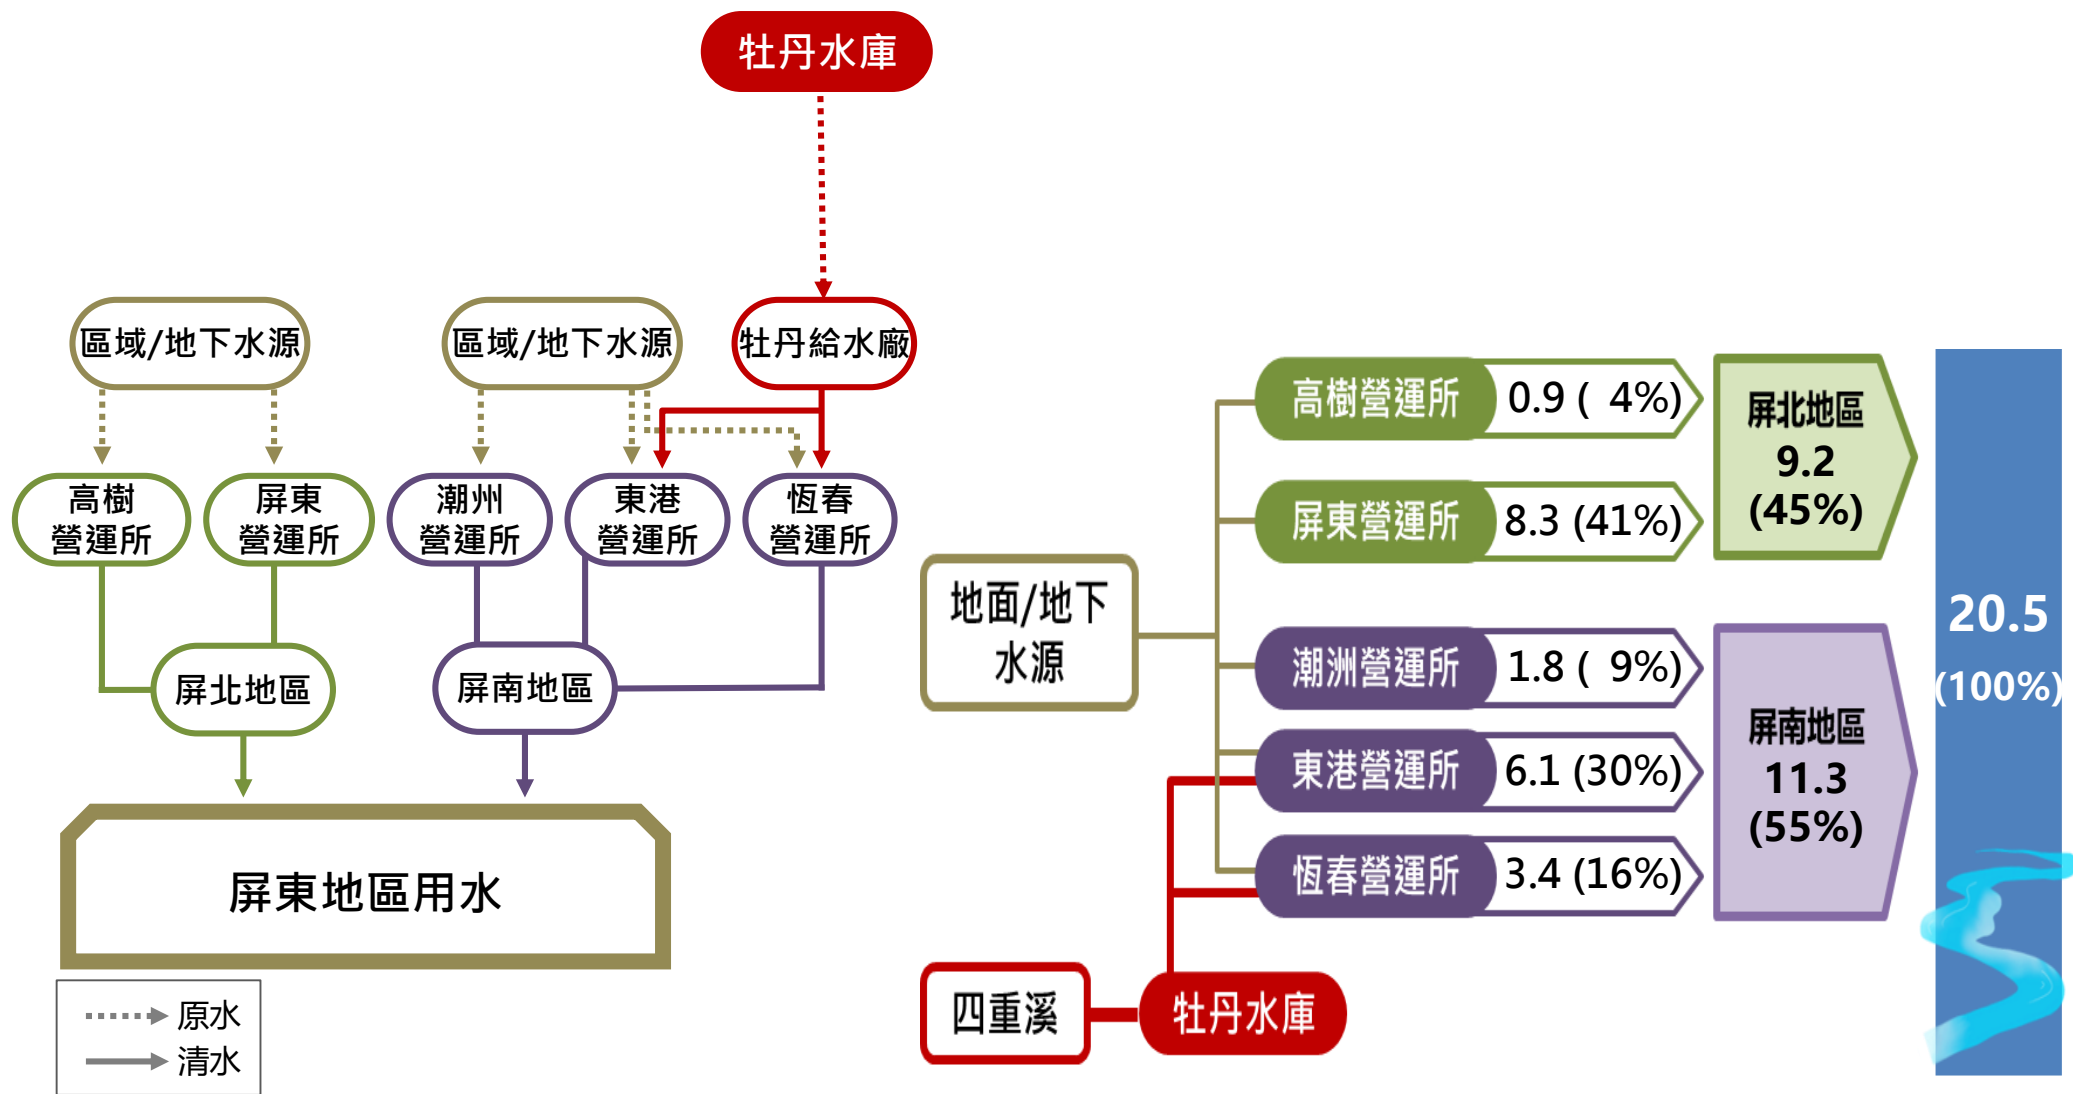 牡丹水庫
區域/地下水源
區域/地下水源
牡丹給水廠
高樹
營運所
屏東
營運所
潮州
營運所
東港
營運所
恆春
營運所
屏北地區
屏南地區
屏東地區用水
原水
清水
地面/地下
水源
四重溪
牡丹水庫
高樹營運所 0.9 ( 4%)
屏東營運所 8.3 (41%)
潮洲營運所 1.8 ( 9%)
東港營運所 6.1 (30%)
恆春營運所 3.4 (16%)
屏北地區
9.2
(45%)
屏南地區
11.3
(55%)
20.5
(100%)